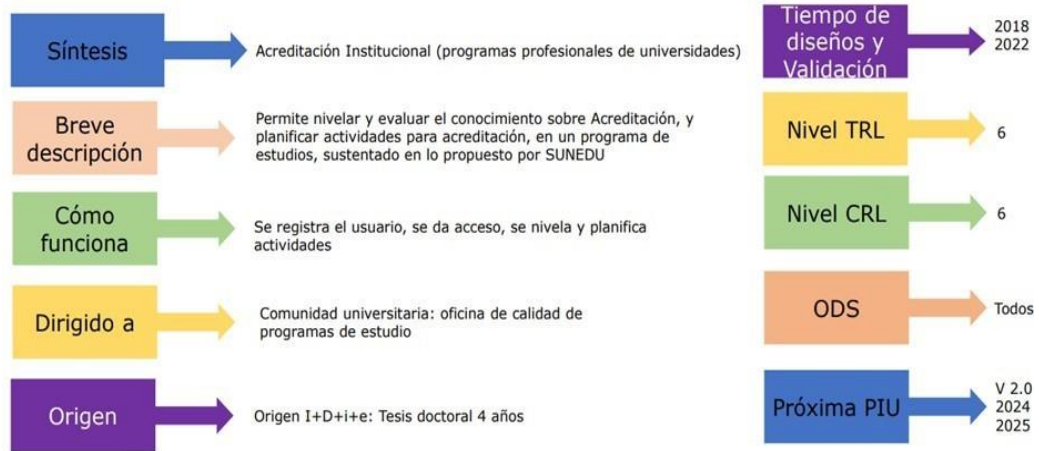 Síntesis
Acreditación Institucional (programas profesionales de universidades)
Breve
descripción
Permite nivelar y evaluar el conocimiento sobre Acreditación, y
planificar actividades para acreditación, en un programa de
estudios, sustentado en lo propuesto por SUNEDU
Cómo
funciona
Se registra el usuario, se da acceso, se nivela y planifica
actividades
Dirigido a
Comunidad universitaria: oficina de calidad de
programas de estudio
Origen
Origen I+D+i+e: Tesis doctoral 4 años
Tiempo de
diseños y
Validación
2018
2022
Nivel TRL
6
Nivel CRL
6
ODS
Todos
Próxima PIU
V 2.0
2024
2025